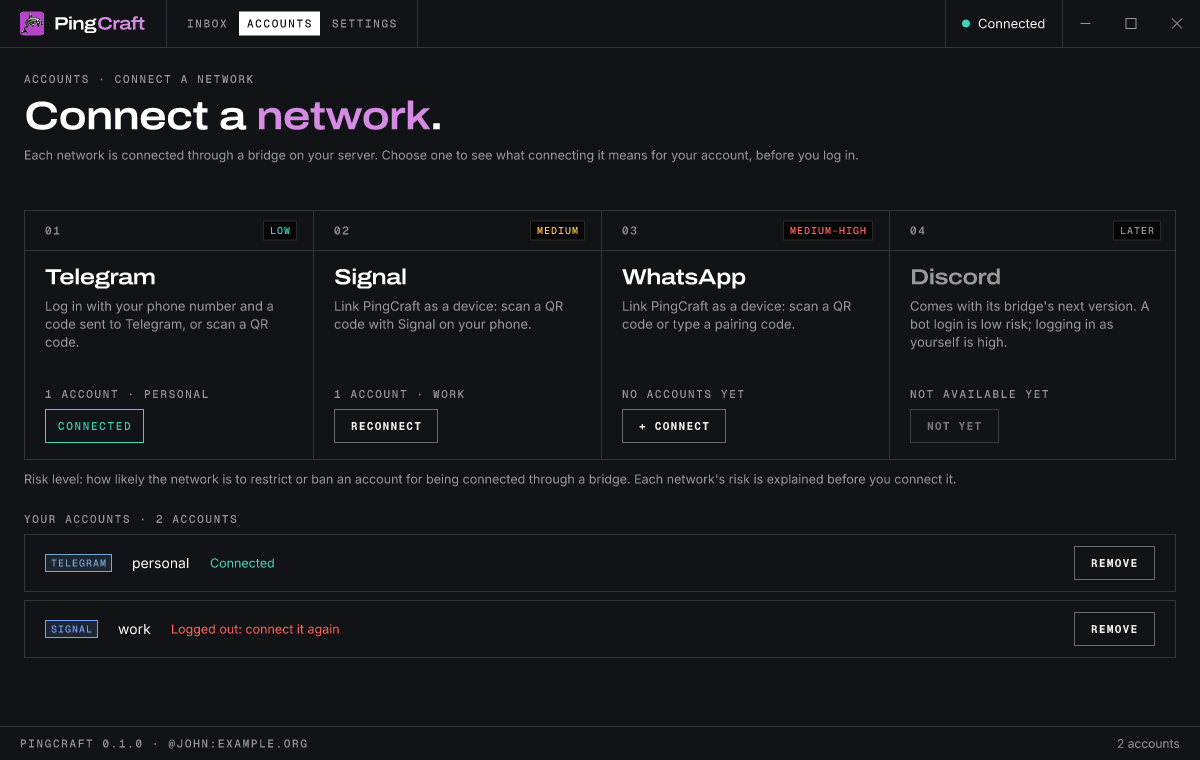 PingCraft
INBOX ACCOUNTS SETTINGS
Connected
ACCOUNTS · CONNECT A NETWORK
Connect a network.
Each network is connected through a bridge on your server. Choose one to see what connecting it means for your account, before you log in.
01 LOW
Telegram
Log in with your phone number and a
code sent to Telegram, or scan a QR
code.
1 ACCOUNT · PERSONAL
CONNECTED
02 MEDIUM
Signal
Link PingCraft as a device: scan a QR
code with Signal on your phone.
1 ACCOUNT · WORK
RECONNECT
03 MEDIUM-HIGH
WhatsApp
Link PingCraft as a device: scan a QR
code or type a pairing code.
NO ACCOUNTS YET
+ CONNECT
04 LATER
Discord
Comes with its bridge's next version. A
bot login is low risk; logging in as
yourself is high.
NOT AVAILABLE YET
NOT YET
Risk level: how likely the network is to restrict or ban an account for being connected through a bridge. Each network's risk is explained before you connect it.
YOUR ACCOUNTS · 2 ACCOUNTS
TELEGRAM personal Connected REMOVE
SIGNAL work Logged out: connect it again REMOVE
PINGCRAFT 0.1.0 · @JOHN:EXAMPLE.ORG
2 accounts